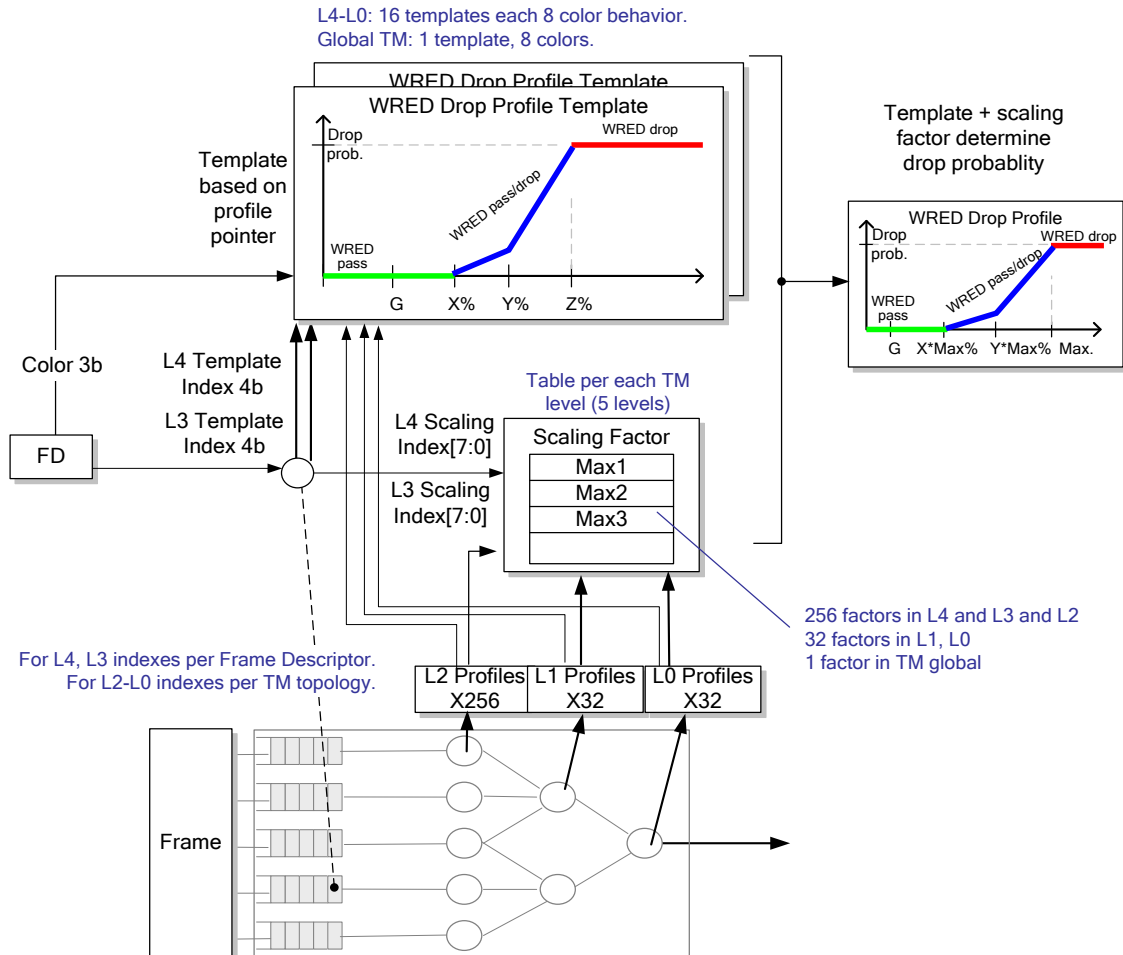 L4-L0: 16 templates each 8 color behavior.
Global TM: 1 template, 8 colors.
WRED Drop Profile Template
WRED Drop Profile Template
Drop
prob.
WRED drop
WRED pass/drop
WRED
pass
G
X%
Y%
Z%
Template
based on
profile
pointer
Template + scaling
factor determine
drop probablity
WRED Drop Profile
Drop
prob.
WRED drop
WRED pass/drop
WRED
pass
G
X*Max%
Y*Max%
Max.
Color 3b
L4 Template
Index 4b
L3 Template
Index 4b
FD
L4 Scaling
Index[7:0]
L3 Scaling
Index[7:0]
Table per each TM
level (5 levels)
Scaling Factor
Max1
Max2
Max3
256 factors in L4 and L3 and L2
32 factors in L1, L0
1 factor in TM global
For L4, L3 indexes per Frame Descriptor.
For L2-L0 indexes per TM topology.
L2 Profiles
X256
L1 Profiles
X32
L0 Profiles
X32
Frame